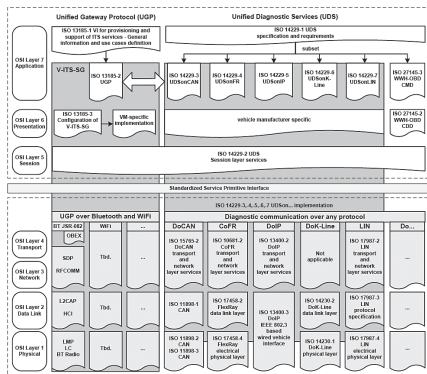 Unified Gateway Protocol (UGP)
Unified Diagnostic Services (UDS)
OSI Layer 7
Application
ISO 13185-1 VI for provisioning and
support of ITS services - General
information and use cases definition
ISO 14229-1 UDS
specification and requirements
subset
V-ITS-SG
ISO 13185-2
UGP
ISO 14229-3
UDSonCAN
ISO 14229-4
UDSonFR
ISO 14229-5
UDSonIP
ISO 14229-6
UDSonK-
Line
ISO 14229-7
UDSonLIN
ISO 27145-3
WWH-OBD
CMD
OSI Layer 6
Presentation
ISO 13185-3
Configuration of
V-ITS-SG
VM-specific
implementation
vehicle manufacturer specific
ISO 27145-2
WWH-OBD
CDD
OSI Layer 5
Session
ISO 14229-2 UDS
Session layer services
Standardized Service Primitive Interface
ISO 14229-3, 4, 5, 6, 7 UDSon... implementation
UGP over Bluetooth and WiFi
Diagnostic communication over any protocol
BT JSR-082
WiFi
...
DoCAN
CoFR
DoIP
DoK-Line
LIN
Do...
OSI Layer 4
Transport
OSI Layer 3
Network
OBEX
SDP
RFCOMM
Tbd.
...
ISO 15765-2
DoCAN
transport
and
network
layer services
ISO 10681-2
CoFR
transport
and
network
layer services
ISO 13400-2
DoIP
transport
and
network
layer services
Not
applicable
ISO 17987-2
LIN
transport
and
network
layer services
...
OSI Layer 2
Data Link
L2CAP
HCI
Tbd.
...
ISO 11898-1
CAN
ISO 17458-2
FlexRay
data link layer
ISO 13400-3
DoIP
IEEE 802.3
based
wired vehicle
interface
ISO 14230-2
DoK-Line
data link layer
ISO 17987-3
LIN
protocol
specification
...
OSI Layer 1
Physical
LMP
LC
BT Radio
Tbd.
...
ISO 11898-2
CAN
ISO 11898-3
CAN
ISO 17458-4
FlexRay
electrical
physical layer
ISO 14230-1
DoK-Line
physical layer
ISO 17987-4
LIN
electrical
physical layer
...